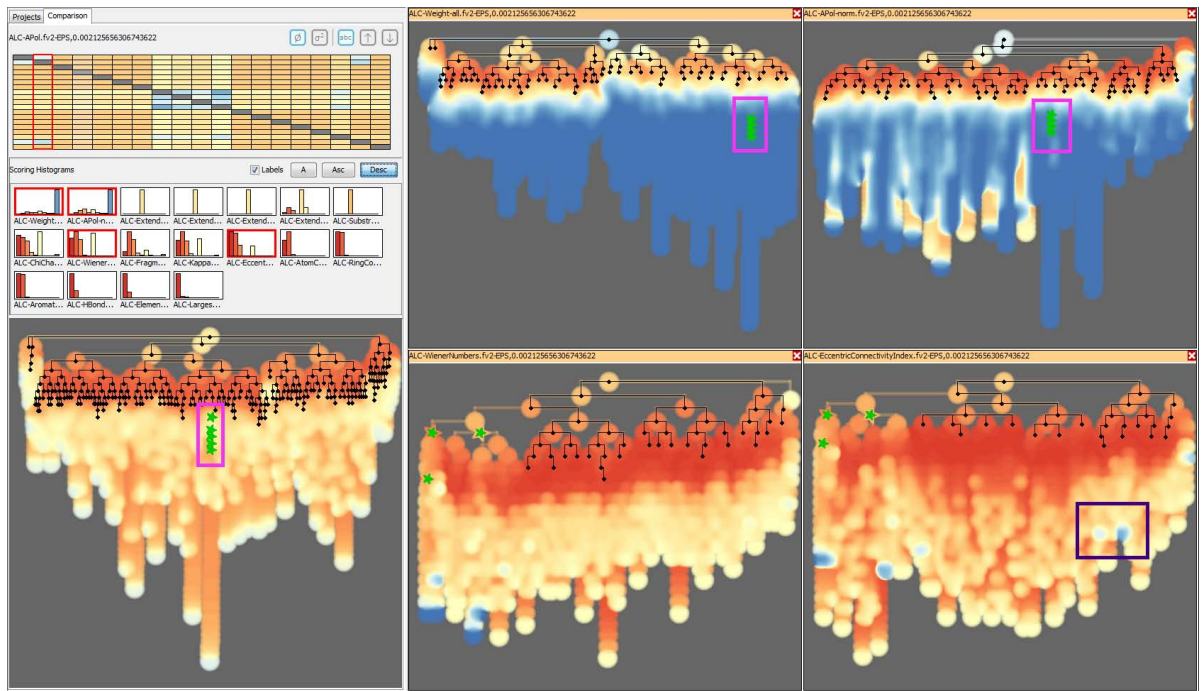 Projects Comparison
ALC-APol.fv2-EPS,0.002125656306743622
Ø σ² abc ↑ ↓
Scoring Histograms
Labels A Asc Desc
ALC-Weight... ALC-APol-n... ALC-Extend... ALC-Extend... ALC-Extend... ALC-Extend... ALC-Substr...
ALC-ChiCha... ALC-Wiener... ALC-Fragm... ALC-Kappa... ALC-Eccent... ALC-AtomC... ALC-RingCo...
ALC-Aromat... ALC-HBond... ALC-Elemen... ALC-Larges...
ALC-Weight-all.fv2-EPS,0.002125656306743622
ALC-APol-norm.fv2-EPS,0.002125656306743622
ALC-WienerNumbers.fv2-EPS,0.002125656306743622
ALC-EccentricConnectivityIndex.fv2-EPS,0.002125656306743622